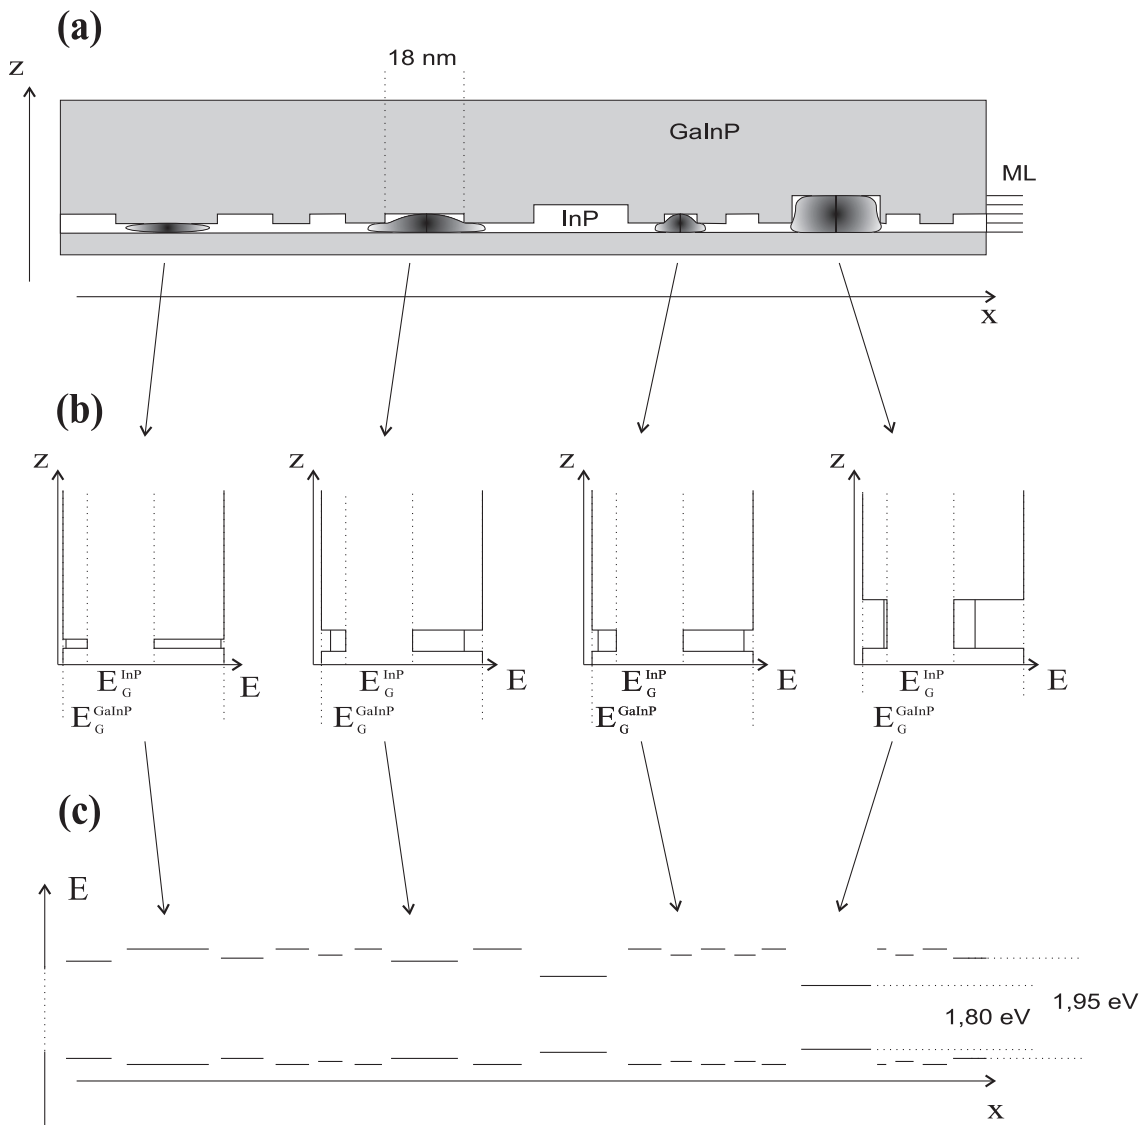 (a)
z
18 nm
GaInP
ML
InP
x
(b)
z z z z
E_G^InP E E_G^InP E E_G^InP E E_G^InP E
E_G^GaInP E_G^GaInP E_G^GaInP E_G^GaInP
(c)
E
1,80 eV
1,95 eV
x